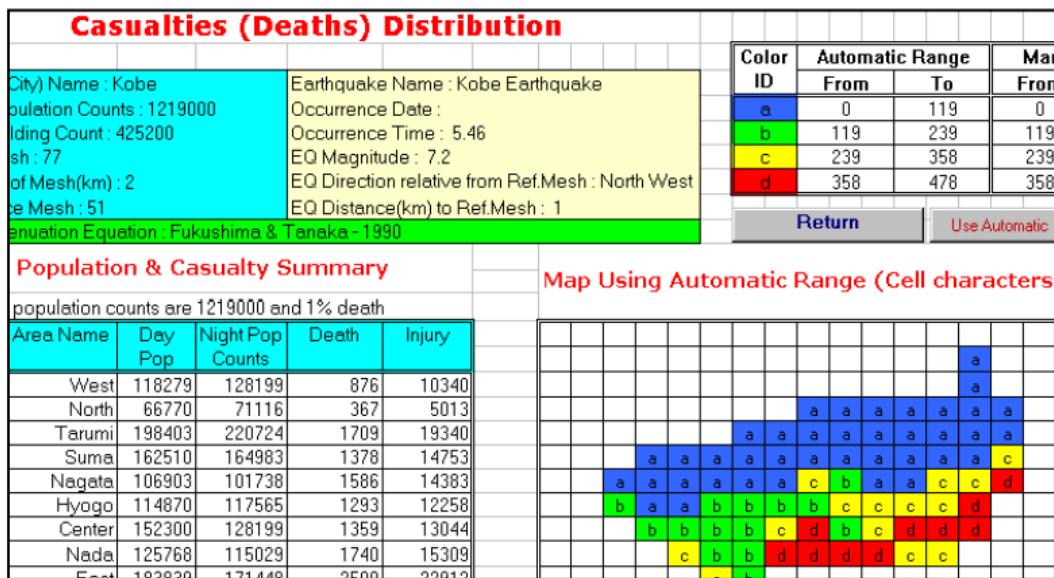 Casualties (Deaths) Distribution
City) Name : Kobe
pulation Counts : 1219000
lding Count : 425200
sh : 77
of Mesh(km) : 2
ce Mesh : 51
Earthquake Name : Kobe Earthquake
Occurrence Date :
Occurrence Time : 5.46
EQ Magnitude : 7.2
EQ Direction relative from Ref.Mesh : North West
EQ Distance(km) to Ref.Mesh : 1
enuation Equation : Fukushima & Tanaka - 1990
Color ID Automatic Range Mar
From To From
a 0 119 0
b 119 239 119
c 239 358 239
d 358 478 358
Return Use Automatic
Population & Casualty Summary
population counts are 1219000 and 1% death
Area Name Day Pop Night Pop Counts Death Injury
West 118279 128199 876 10340
North 66770 71116 367 5013
Tarumi 198403 220724 1709 19340
Suma 162510 164983 1378 14753
Nagata 106903 101738 1586 14383
Hyogo 114870 117565 1293 12258
Center 152300 128199 1359 13044
Nada 125768 115029 1740 15309
Map Using Automatic Range (Cell characters
a
a
a a a a a a a
a a a a a a a a a
a a a a a a a a a a a c
a a a a a a c b a a c c d
b a a b b b b c c c c d
b b b b c d b c d d d
c b b d d d d c c